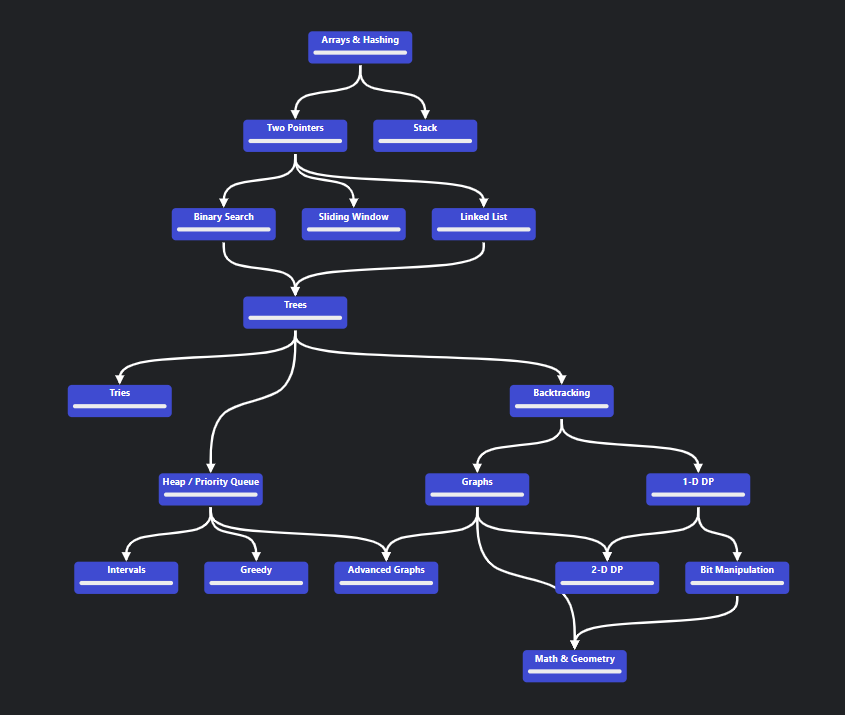 Arrays & Hashing
Two Pointers
Stack
Binary Search
Sliding Window
Linked List
Trees
Tries
Backtracking
Heap / Priority Queue
Graphs
1-D DP
Intervals
Greedy
Advanced Graphs
2-D DP
Bit Manipulation
Math & Geometry